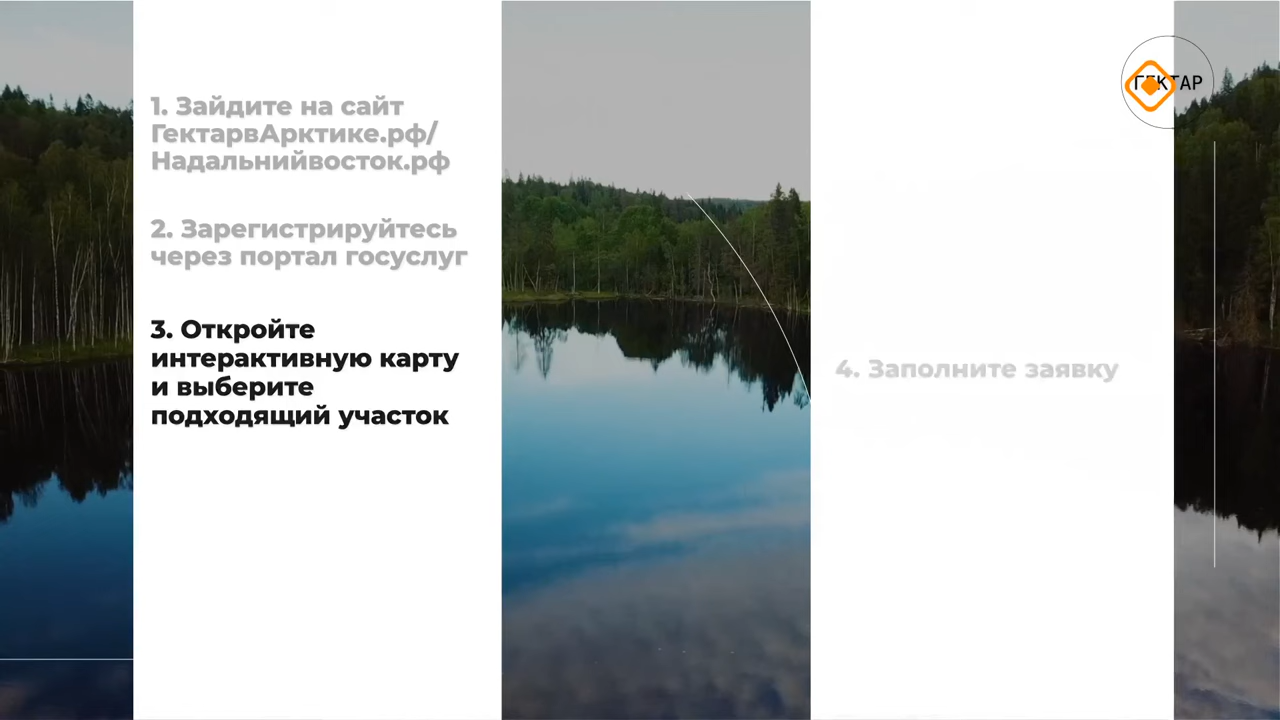 1. Зайдите на сайт
ГектарвАрктике.рф/
Надальнийвосток.рф
2. Зарегистрируйтесь
через портал госуслуг
3. Откройте
интерактивную карту
и выберите
подходящий участок
4. Заполните заявку
ГЕКТАР